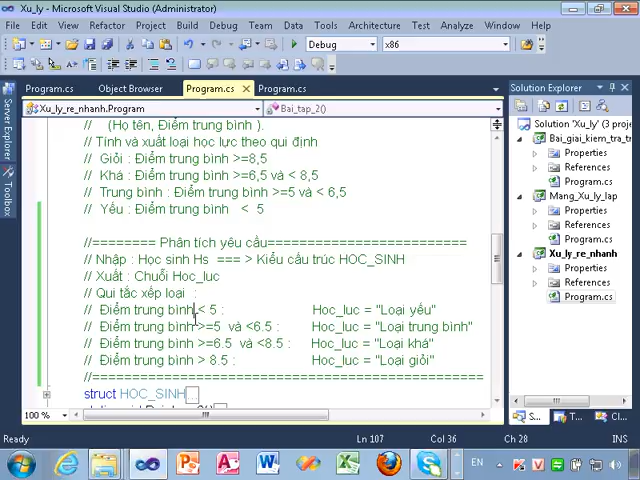 Xu_ly - Microsoft Visual Studio (Administrator)
File Edit View Refactor Project Build Debug Team Data Tools Architecture Test Analyze Window Help
Debug x86
Program.cs Object Browser Program.cs Program.cs
Xu_ly_re_nhanh.Program Bai_tap_2()
Server Explorer
Toolbox
// (Họ tên, Điểm trung bình ).
// Tính và xuất loại học lực theo qui định
// Giỏi : Điểm trung bình >=8,5
// Khá : Điểm trung bình >=6,5 và < 8,5
// Trung bình : Điểm trung bình >=5 và < 6,5
// Yếu : Điểm trung bình < 5
//======== Phân tích yêu cầu=========================
// Nhập : Học sinh Hs === > Kiểu cấu trúc HOC_SINH
// Xuất : Chuỗi Hoc_luc
// Qui tắc xếp loại :
// Điểm trung bình < 5 : Hoc_luc = "Loại yếu"
// Điểm trung bình >=5 và <6.5 : Hoc_luc = "Loại trung bình"
// Điểm trung bình >=6.5 và <8.5 : Hoc_luc = "Loại khá"
// Điểm trung bình > 8.5 : Hoc_luc = "Loại giỏi"
//=================================================
struct HOC_SINH...
100 %
Solution Explorer
Solution 'Xu_ly' (3 proj
Bai_giai_kiem_tra_tr
Properties
References
Program.cs
Mang_Xu_ly_lap
Properties
References
Program.cs
Xu_ly_re_nhanh
Properties
References
Program.cs
S... T... Cl...
Ready Ln 107 Col 36 Ch 28 INS
EN